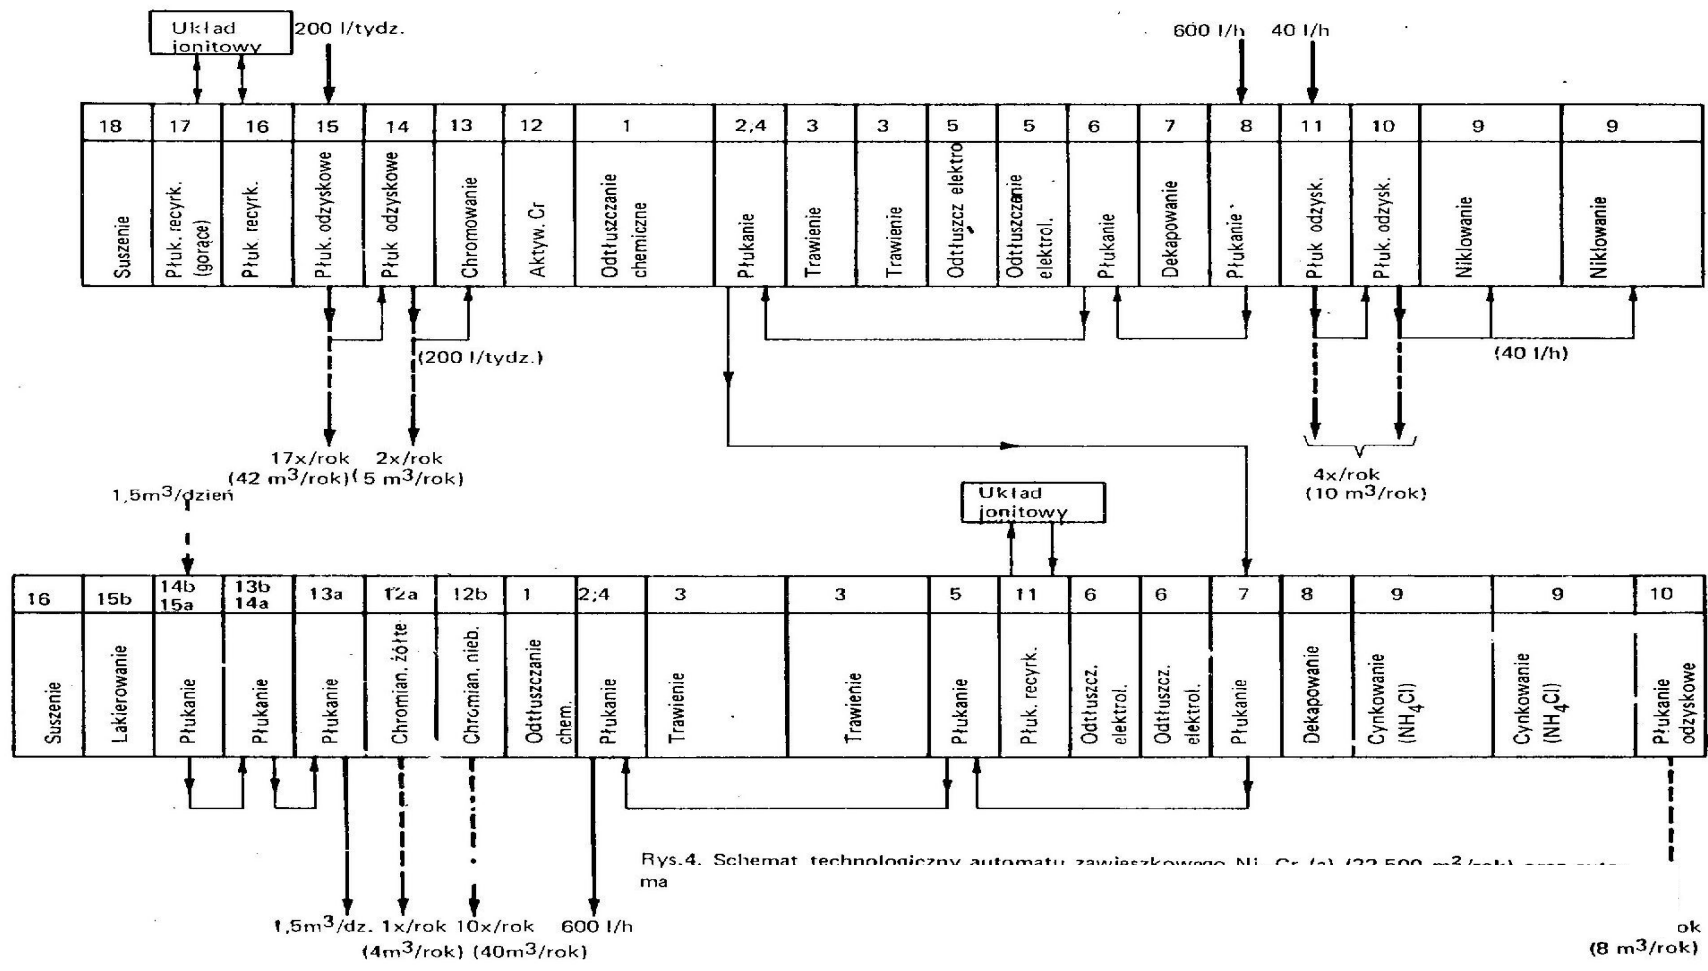 Układ
jonitowy
200 l/tydz.
600 l/h
40 l/h
18
17
16
15
14
13
12
1
2,4
3
3
5
5
6
7
8
11
10
9
9
Suszenie
Płuk. recyrk.
(gorące)
Płuk. recyrk.
Płuk odzyskowe
Płuk odzyskowe
Chromowanie
Aktyw. Cr
Odtłuszczanie
chemiczne
Płukanie
Trawienie
Trawienie
Odtłuszcz elektro
Odtłuszczanie
elektrol.
Płukanie
Dekapowanie
Płukanie
Płuk odzysk.
Płuk. odzysk.
Niklowanie
Niklowanie
(200 l/tydz.)
(40 l/h)
17x/rok
(42 m³/rok)
2x/rok
(5 m³/rok)
4x/rok
(10 m³/rok)
1,5m³/dzień
Układ
jonitowy
16
15b
14b
15a
13b
14a
13a
12a
12b
1
2;4
3
3
5
11
6
6
7
8
9
9
10
Suszenie
Lakierowanie
Płukanie
Płukanie
Płukanie
Chromian. żółte
Chromian. nieb.
Odtłuszczanie
chem.
Płukanie
Trawienie
Trawienie
Płukanie
Płuk. recyrk.
Odtłuszcz.
elektrol.
Odtłuszcz.
elektrol.
Płukanie
Dekapowanie
Cynkowanie
(NH₄Cl)
Cynkowanie
(NH₄Cl)
Płukanie
odzyskowe
Rys.4. Schemat technologiczny automatu zawieszkowego Ni-Cr (a) (22 500 m²/rok) oraz
ma
1,5m³/dz.
1x/rok
(4m³/rok)
10x/rok
(40m³/rok)
600 l/h
ok
(8 m³/rok)